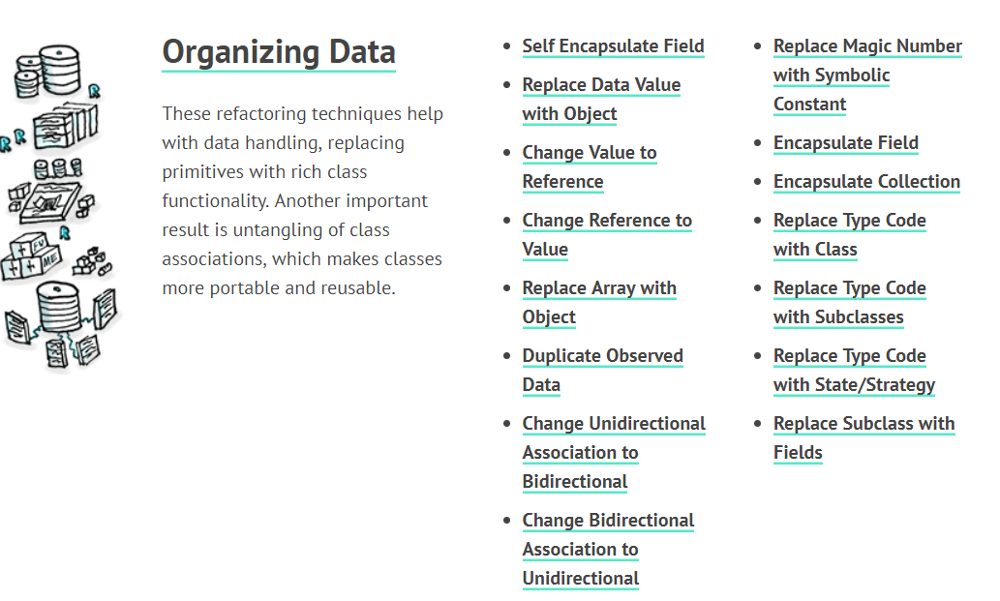 Organizing Data
These refactoring techniques help
with data handling, replacing
primitives with rich class
functionality. Another important
result is untangling of class
associations, which makes classes
more portable and reusable.
Self Encapsulate Field
Replace Data Value
with Object
Change Value to
Reference
Change Reference to
Value
Replace Array with
Object
Duplicate Observed
Data
Change Unidirectional
Association to
Bidirectional
Change Bidirectional
Association to
Unidirectional
Replace Magic Number
with Symbolic
Constant
Encapsulate Field
Encapsulate Collection
Replace Type Code
with Class
Replace Type Code
with Subclasses
Replace Type Code
with State/Strategy
Replace Subclass with
Fields
R
R R
R
ME